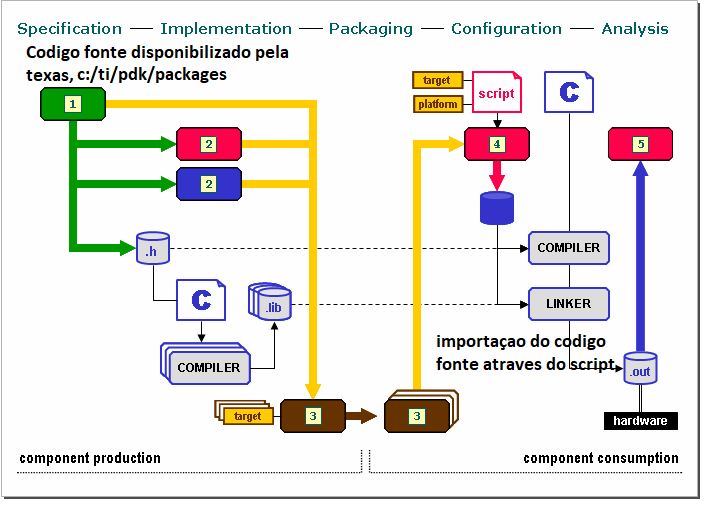 Specification — Implementation — Packaging — Configuration — Analysis
Codigo fonte disponibilizado pela
texas, c:/ti/pdk/packages
target
platform
script
C
1
2
2
4
5
.h
COMPILER
C
.lib
LINKER
COMPILER
importaçao do codigo
fonte atraves do script
.out
target
3
3
hardware
component production
component consumption